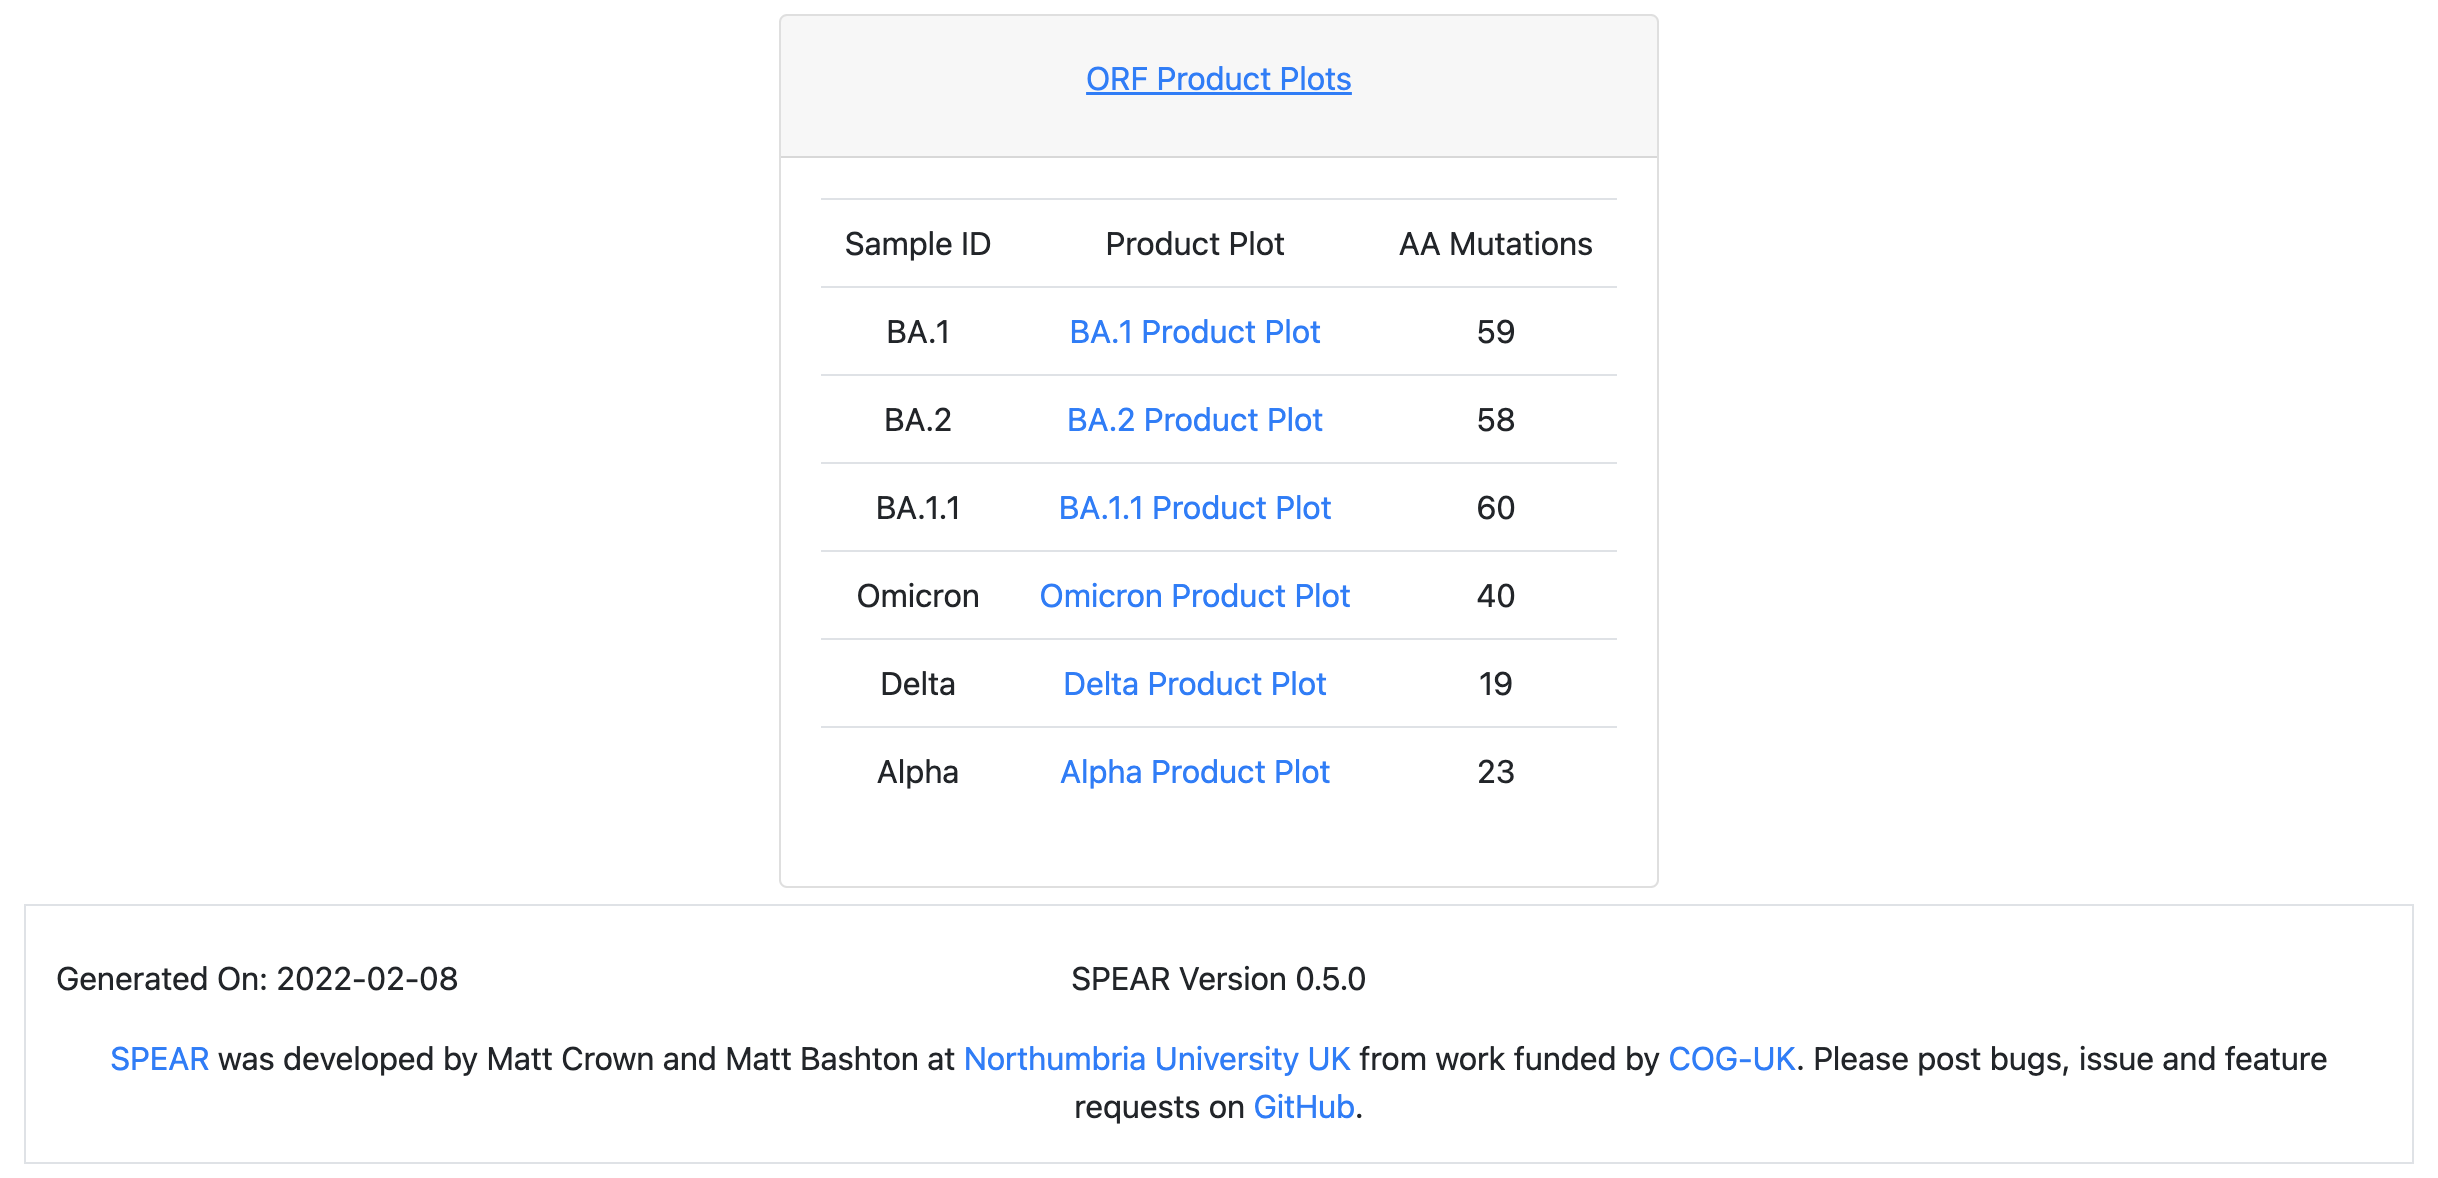 ORF Product Plots
Sample ID Product Plot AA Mutations
BA.1 BA.1 Product Plot 59
BA.2 BA.2 Product Plot 58
BA.1.1 BA.1.1 Product Plot 60
Omicron Omicron Product Plot 40
Delta Delta Product Plot 19
Alpha Alpha Product Plot 23
Generated On: 2022-02-08 SPEAR Version 0.5.0
SPEAR was developed by Matt Crown and Matt Bashton at Northumbria University UK from work funded by COG-UK. Please post bugs, issue and feature
requests on GitHub.